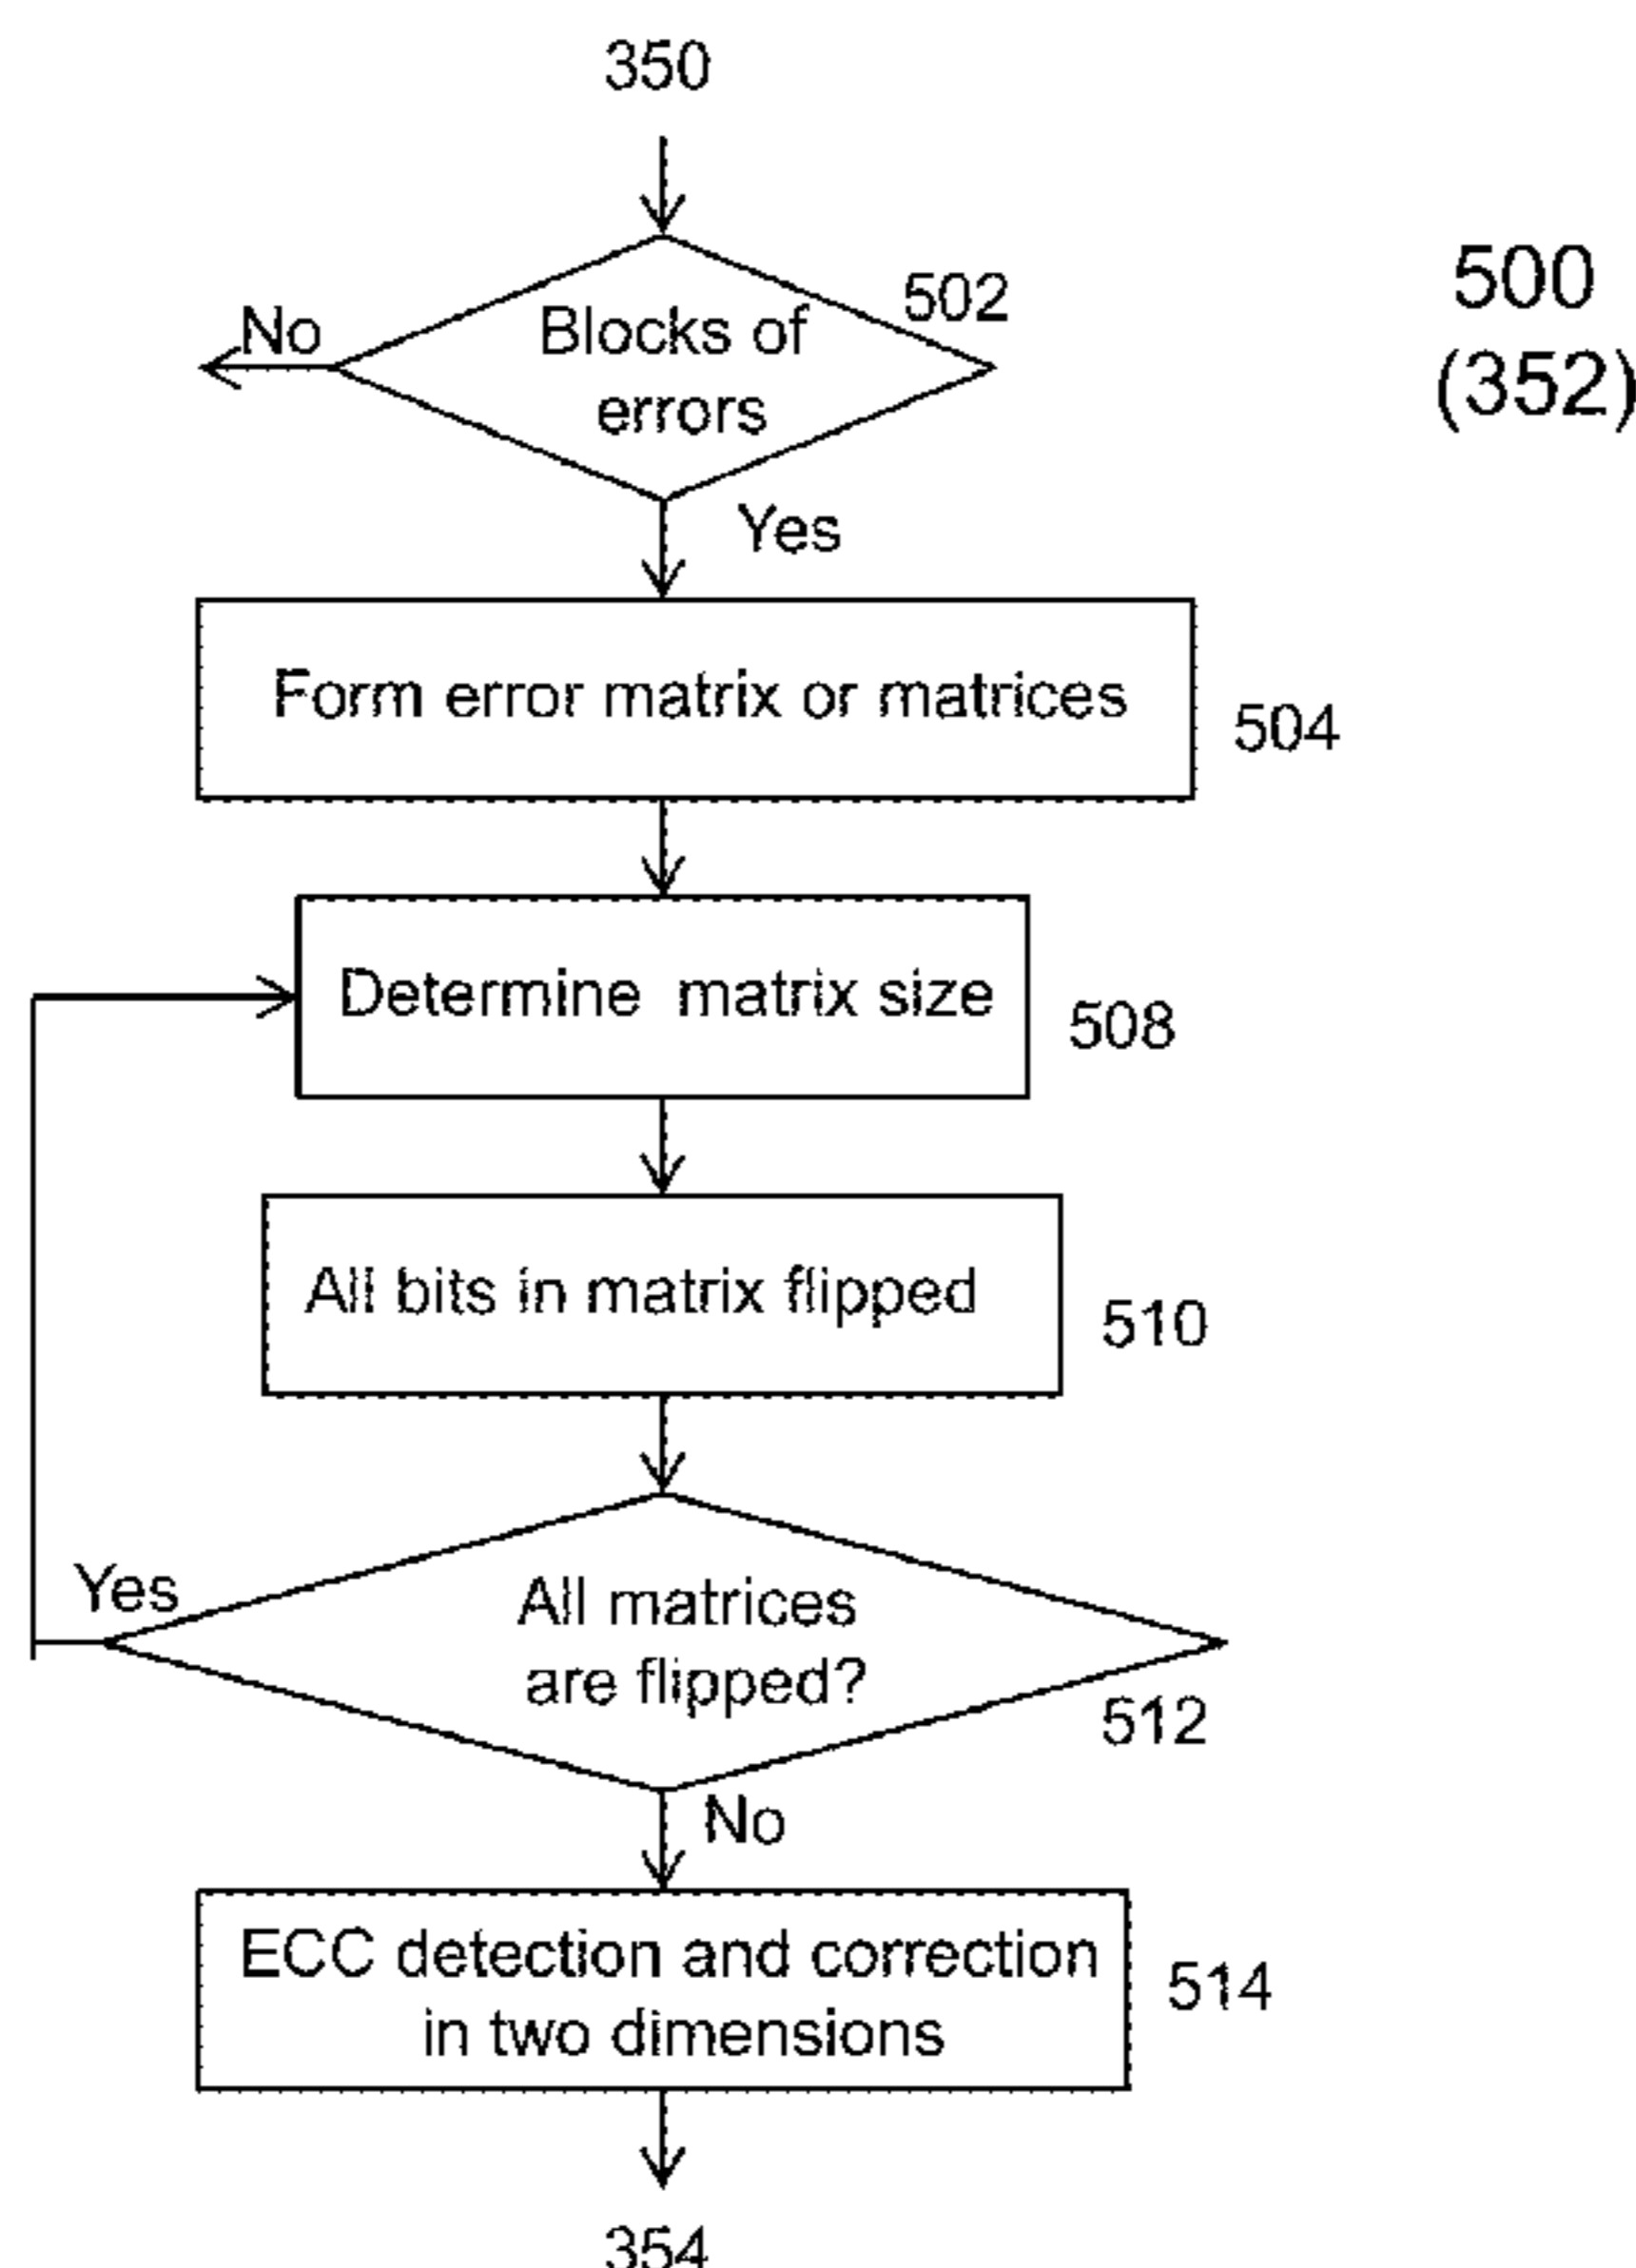 350
502
500
(352)
No
Blocks of
errors
Yes
Form error matrix or matrices
504
Determine matrix size
508
All bits in matrix flipped
510
Yes
All matrices
are flipped?
512
No
ECC detection and correction
in two dimensions
514
354